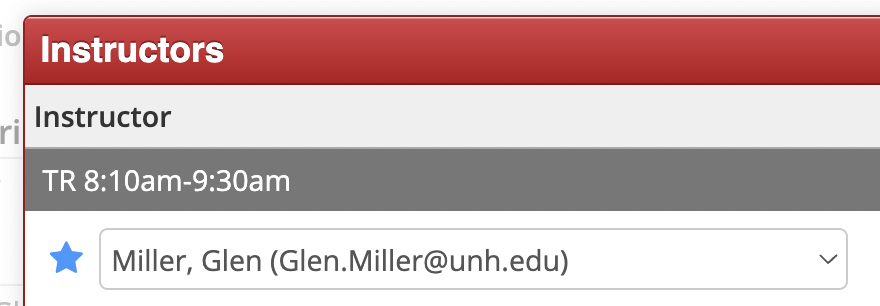 Instructors
Instructor
TR 8:10am-9:30am
Miller, Glen (Glen.Miller@unh.edu)